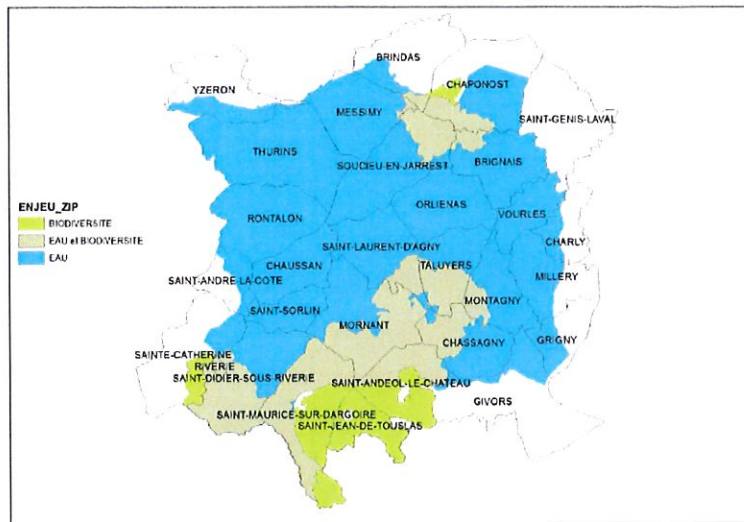 BRINDAS
CHAPONOST
YZERON
MESSIMY
SAINT-GENIS-LAVAL
THURINS
SOUCIEU-EN-JARREST
BRIGNAIS
ENJEU_ZIP
BIODIVERSITE
EAU et BIODIVERSITE
EAU
ORLIENAS
RONTALON
VOURLES
SAINT-LAURENT-D'AGNY
CHARLY
CHAUSSAN
TALUYERS
SAINT-ANDRE-LA-COTE
MILLERY
SAINT-SORLIN
MONTAGNY
MORNANT
CHASSAGNY
GRIGNY
SAINTE-CATHERINE
RIVERIE
SAINT-DIDIER-SOUS-RIVERIE
SAINT-ANDEOL-LE-CHATEAU
GIVORS
SAINT-MAURICE-SUR-DARGOIRE
SAINT-JEAN-DE-TOUSLAS